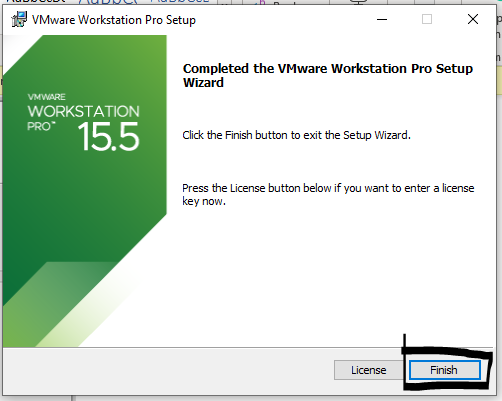 VMware Workstation Pro Setup
VMWARE
WORKSTATION
PRO™
15.5
Completed the VMware Workstation Pro Setup
Wizard
Click the Finish button to exit the Setup Wizard.
Press the License button below if you want to enter a license
key now.
License
Finish